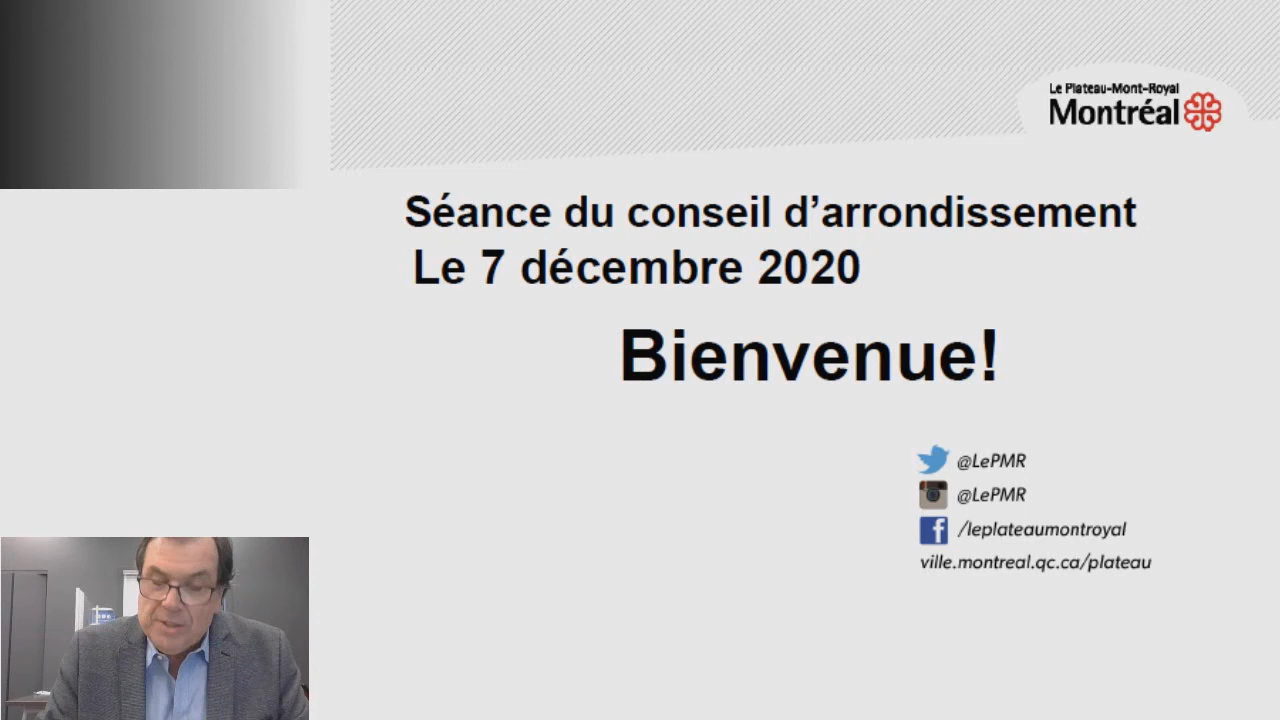 Le Plateau-Mont-Royal
Montréal
Séance du conseil d’arrondissement
Le 7 décembre 2020
Bienvenue!
@LePMR
@LePMR
/leplateaumontroyal
ville.montreal.qc.ca/plateau